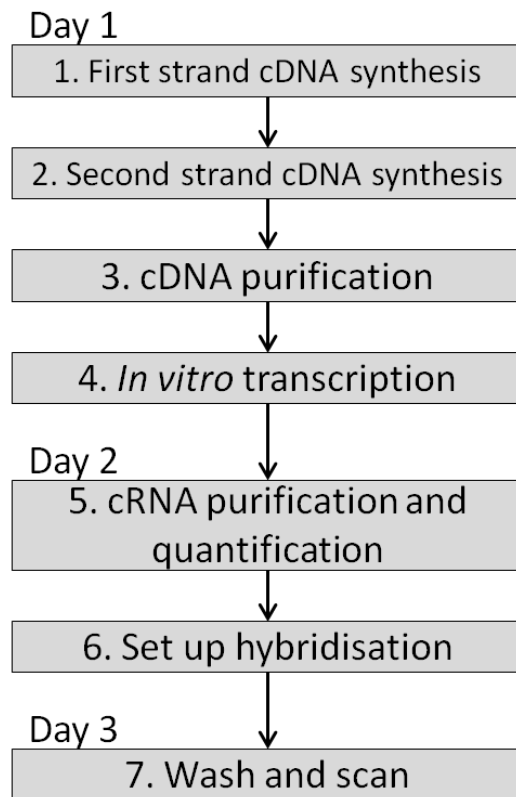 Day 1
1. First strand cDNA synthesis
2. Second strand cDNA synthesis
3. cDNA purification
4. In vitro transcription
Day 2
5. cRNA purification and
quantification
6. Set up hybridisation
Day 3
7. Wash and scan